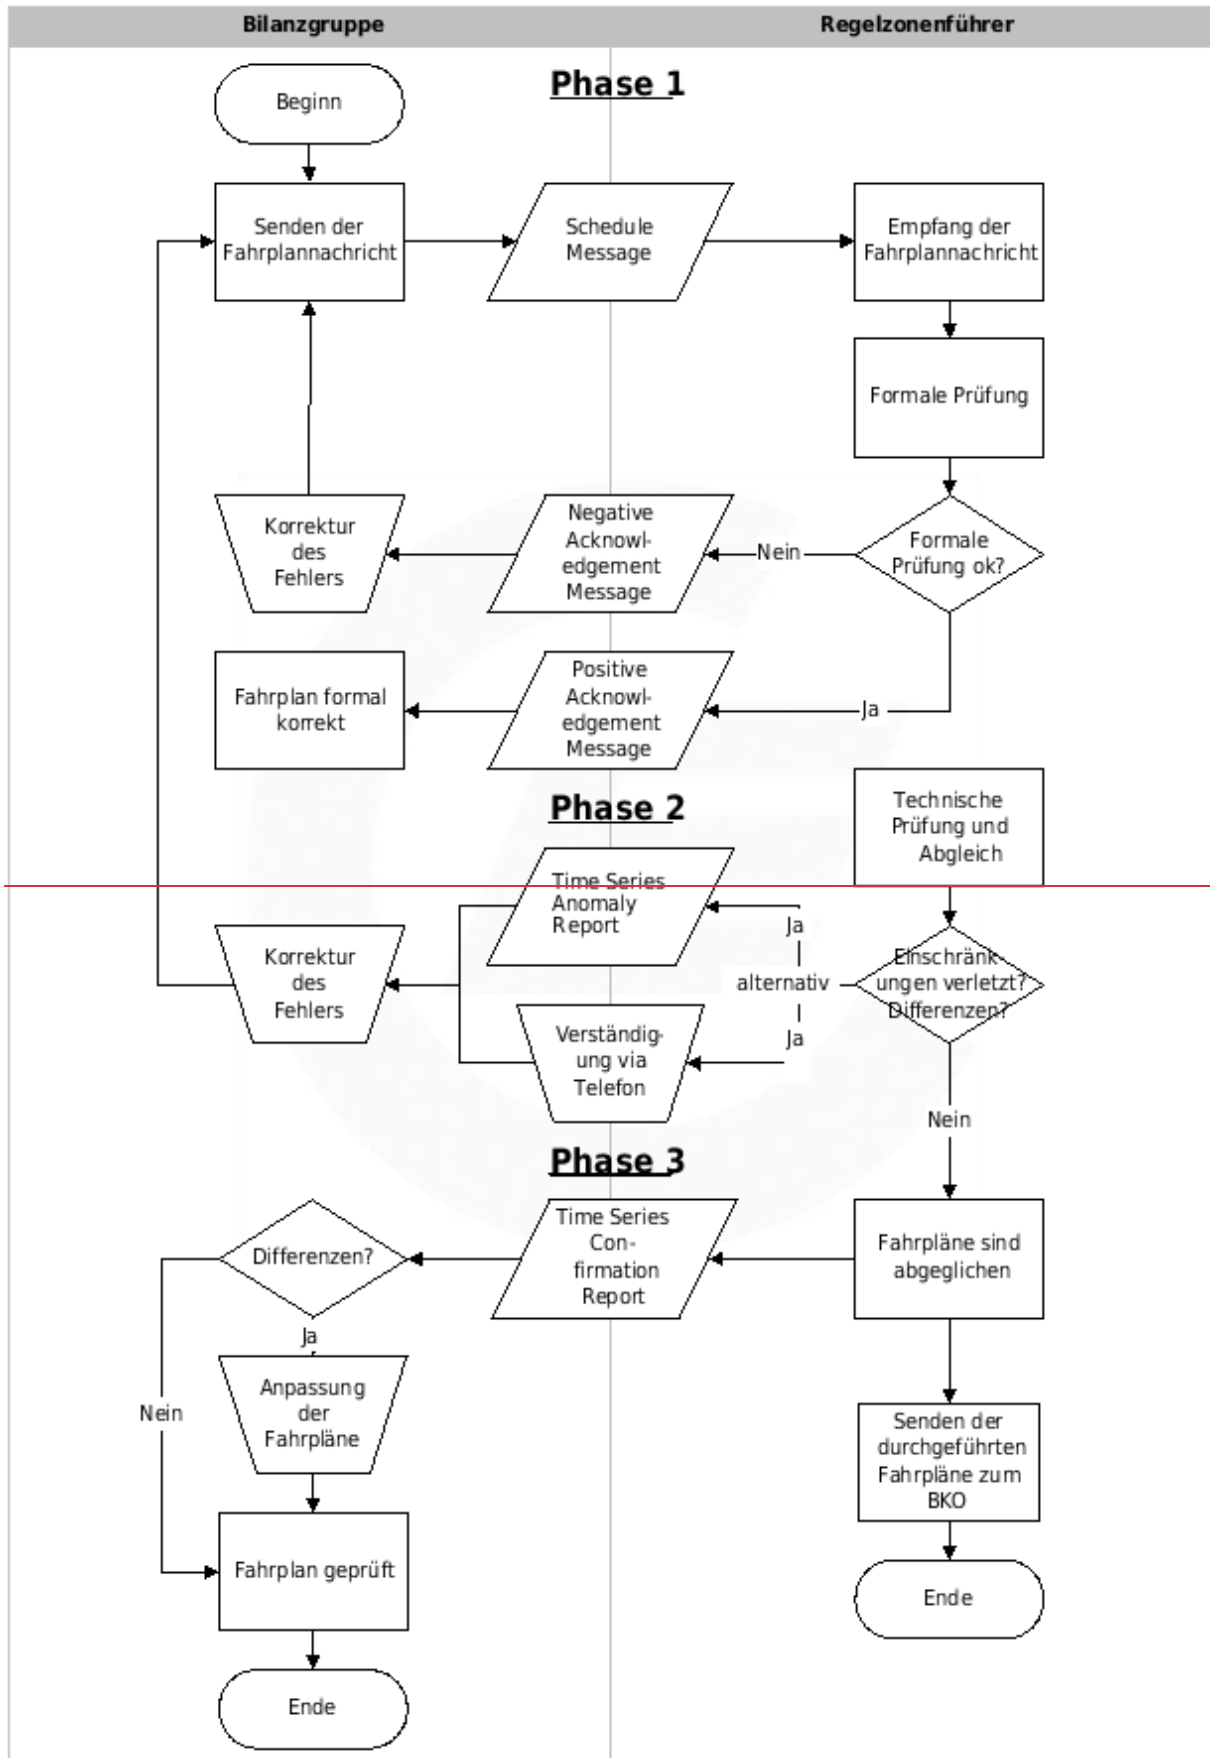 Bilanzgruppe
Regelzonenführer
Phase 1
Beginn
Senden der
Fahrplannachricht
Schedule
Message
Empfang der
Fahrplannachricht
Formale Prüfung
Korrektur
des
Fehlers
Negative
Acknowl-
edgement
Message
Nein
Formale
Prüfung ok?
Fahrplan formal
korrekt
Positive
Acknowl-
edgement
Message
Ja
Phase 2
Technische
Prüfung und
Abgleich
Time Series
Anomaly
Report
Ja
Korrektur
des
Fehlers
alternativ
Einschränk-
ungen verletzt?
Differenzen?
Verständig-
ung via
Telefon
Ja
Nein
Phase 3
Differenzen?
Time Series
Con-
firmation
Report
Fahrpläne sind
abgeglichen
Ja
Nein
Anpassung
der
Fahrpläne
Senden der
durchgeführten
Fahrpläne zum
BKO
Fahrplan geprüft
Ende
Ende